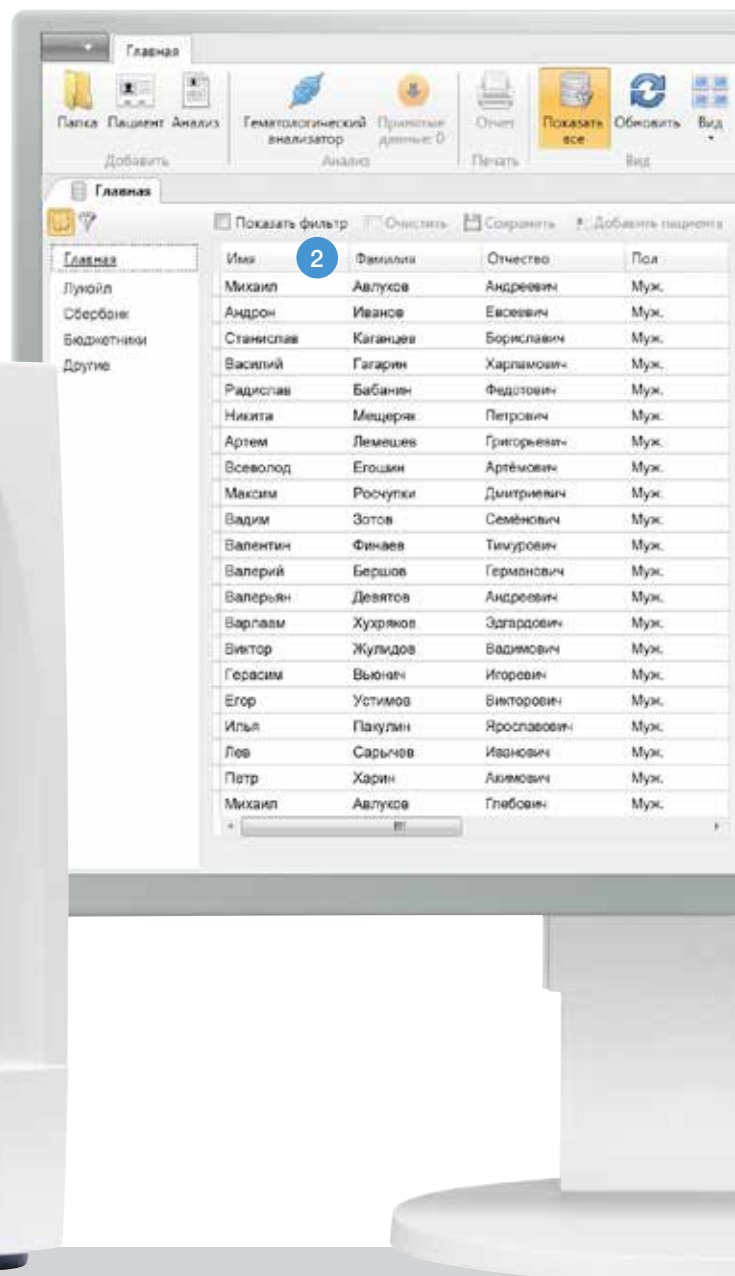 Главная
Папка Пациент Анализ Гематологический анализатор Принятые данные: 0 Отчет Показать все Обновить Вид
Добавить Анализ Печать Вид
Главная
Показать фильтр Очистить Сохранить Добавить пациента
Главная
Лукойл
Сбербанк
Бюджетники
Другие
Имя 2 Фамилия Отчество Пол
Михаил Авлуков Андреевич Муж.
Андрон Иванов Евсеевич Муж.
Станислав Каганцев Бориславич Муж.
Василий Гагарин Харламович Муж.
Радислав Бабанин Федотович Муж.
Никита Мещеряк Петрович Муж.
Артем Лемешев Григорьевич Муж.
Всеволод Егошин Артёмович Муж.
Максим Росчупки Дмитриевич Муж.
Вадим Зотов Семёнович Муж.
Валентин Финаев Тимурович Муж.
Валерий Бершов Германович Муж.
Валерьян Девятов Андреевич Муж.
Варлаам Хухряков Эдгардович Муж.
Виктор Жулидов Вадимович Муж.
Герасим Вьюнич Игоревич Муж.
Егор Устимов Викторович Муж.
Илья Пакулин Ярославович Муж.
Лев Сарычев Иванович Муж.
Петр Харин Акимович Муж.
Михаил Авлуков Глебович Муж.